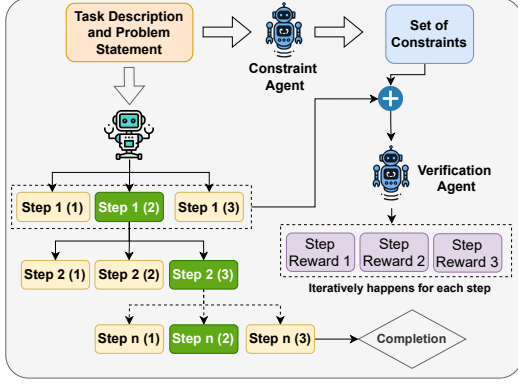 Task Description
and Problem
Statement
Constraint
Agent
Set of
Constraints
Verification
Agent
Step 1 (1)
Step 1 (2)
Step 1 (3)
Step
Reward 1
Step
Reward 2
Step
Reward 3
Iteratively happens for each step
Step 2 (1)
Step 2 (2)
Step 2 (3)
Step n (1)
Step n (2)
Step n (3)
Completion